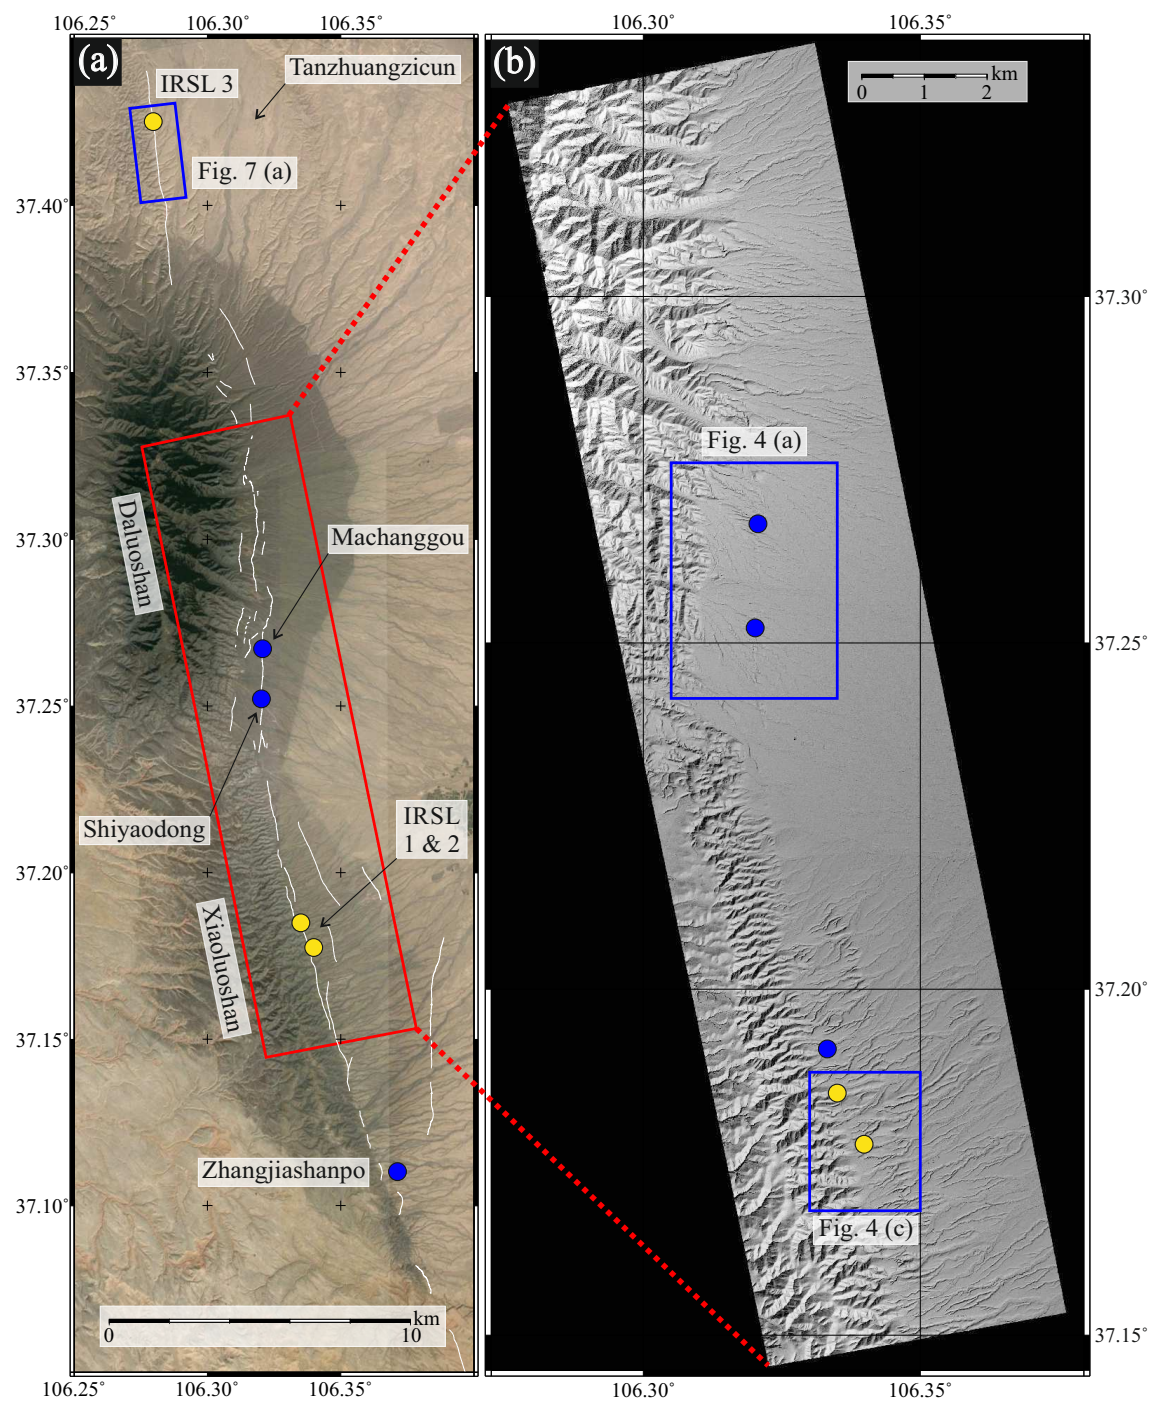 106.25°
106.30°
106.35°
106.30°
106.35°
(a)
IRSL 3
Tanzhuangzicun
Fig. 7 (a)
37.40°
37.35°
37.30°
37.25°
37.20°
37.15°
37.10°
Daluoshan
Machanggou
Shiyaodong
IRSL
1 & 2
Xiaoluoshan
Zhangjiashanpo
km
0
10
106.25°
106.30°
106.35°
(b)
km
0
1
2
Fig. 4 (a)
Fig. 4 (c)
37.30°
37.25°
37.20°
37.15°
106.30°
106.35°